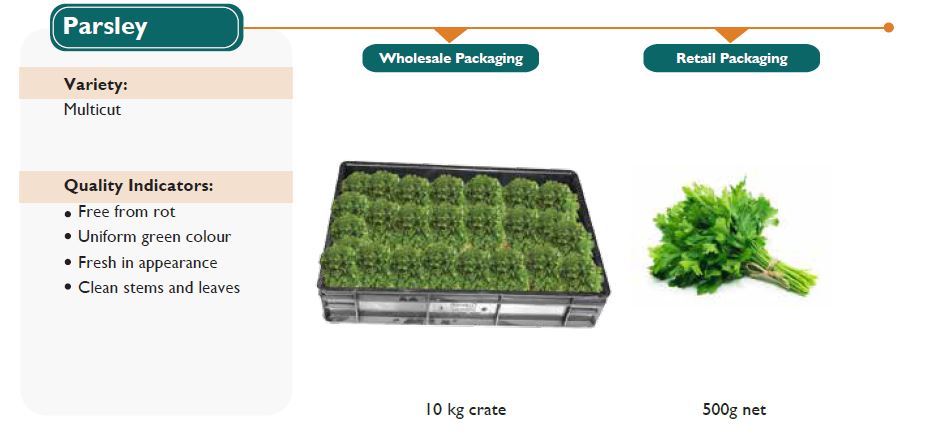 Parsley
Wholesale Packaging
Retail Packaging
Variety:
Multicut
Quality Indicators:
• Free from rot
• Uniform green colour
• Fresh in appearance
• Clean stems and leaves
10 kg crate
500g net